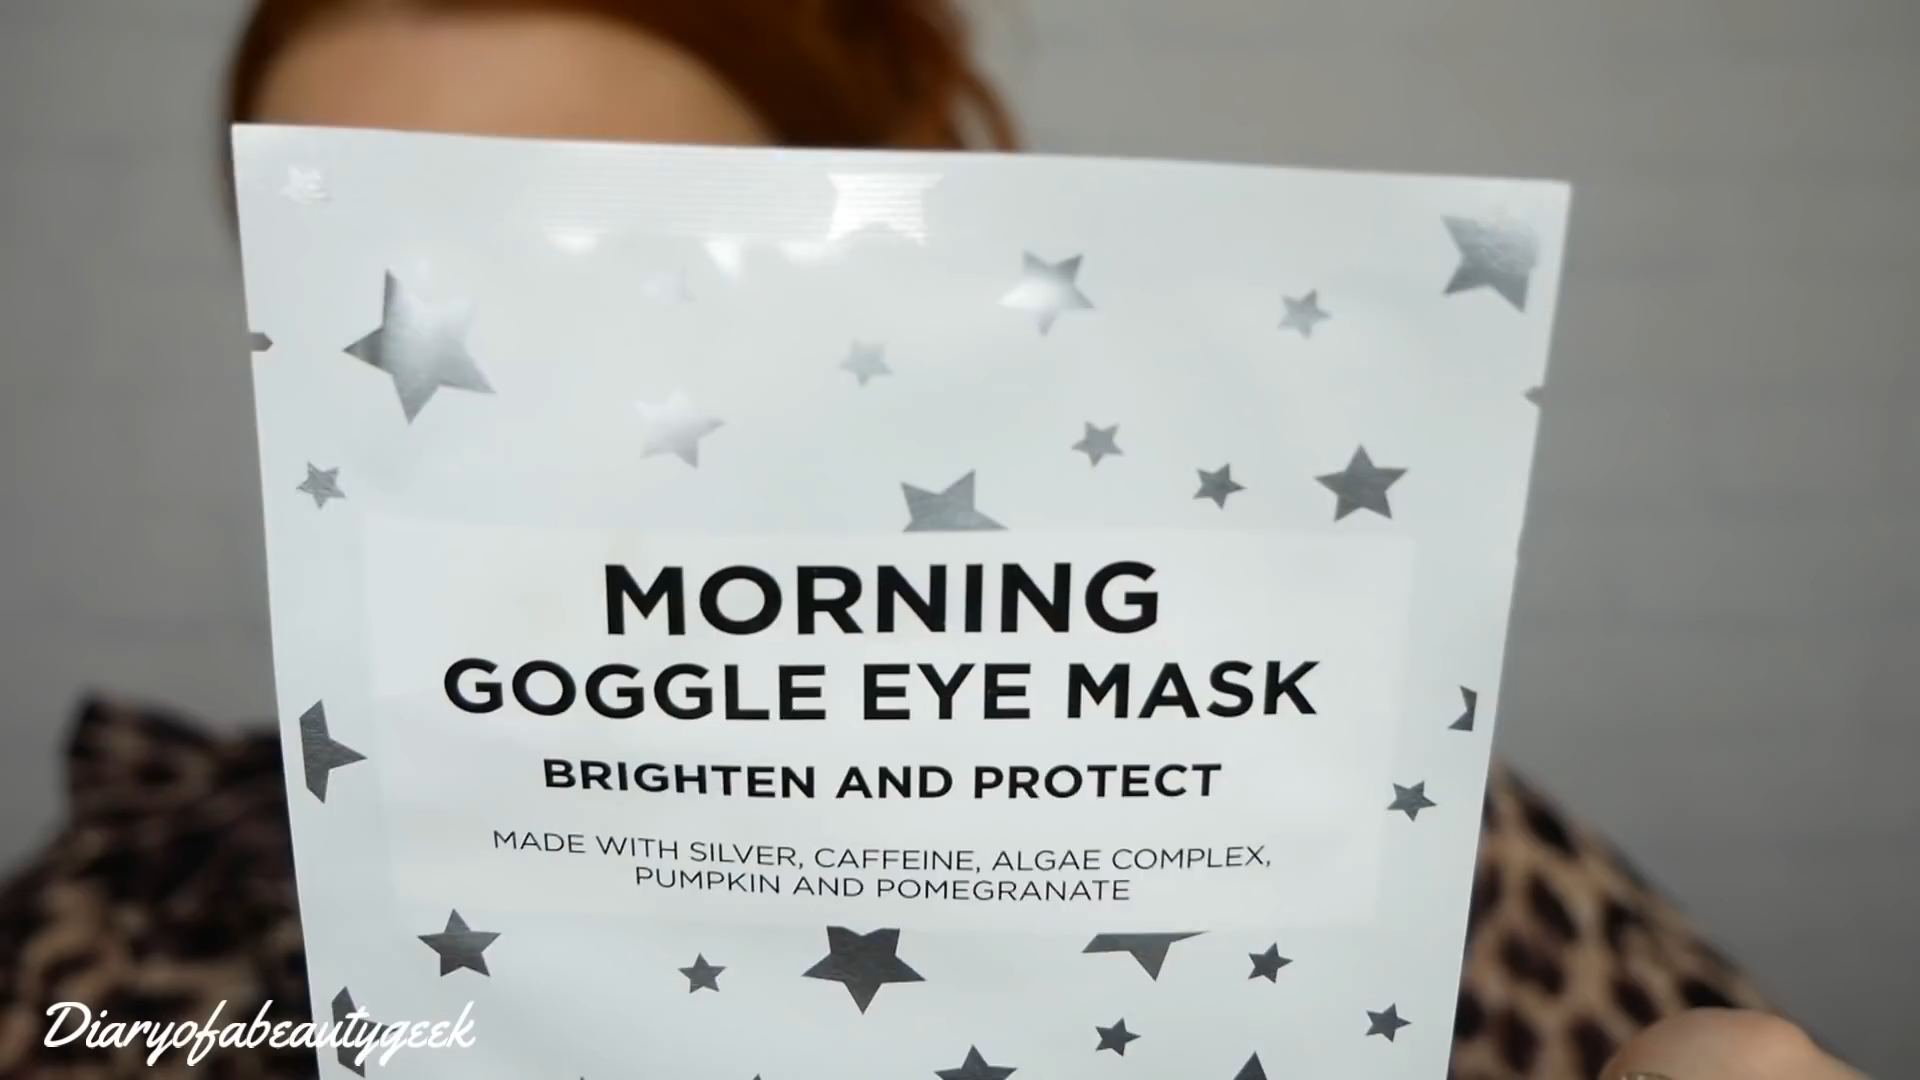 MORNING
GOGGLE EYE MASK
BRIGHTEN AND PROTECT
MADE WITH SILVER, CAFFEINE, ALGAE COMPLEX,
PUMPKIN AND POMEGRANATE
Diaryofabeautygeek